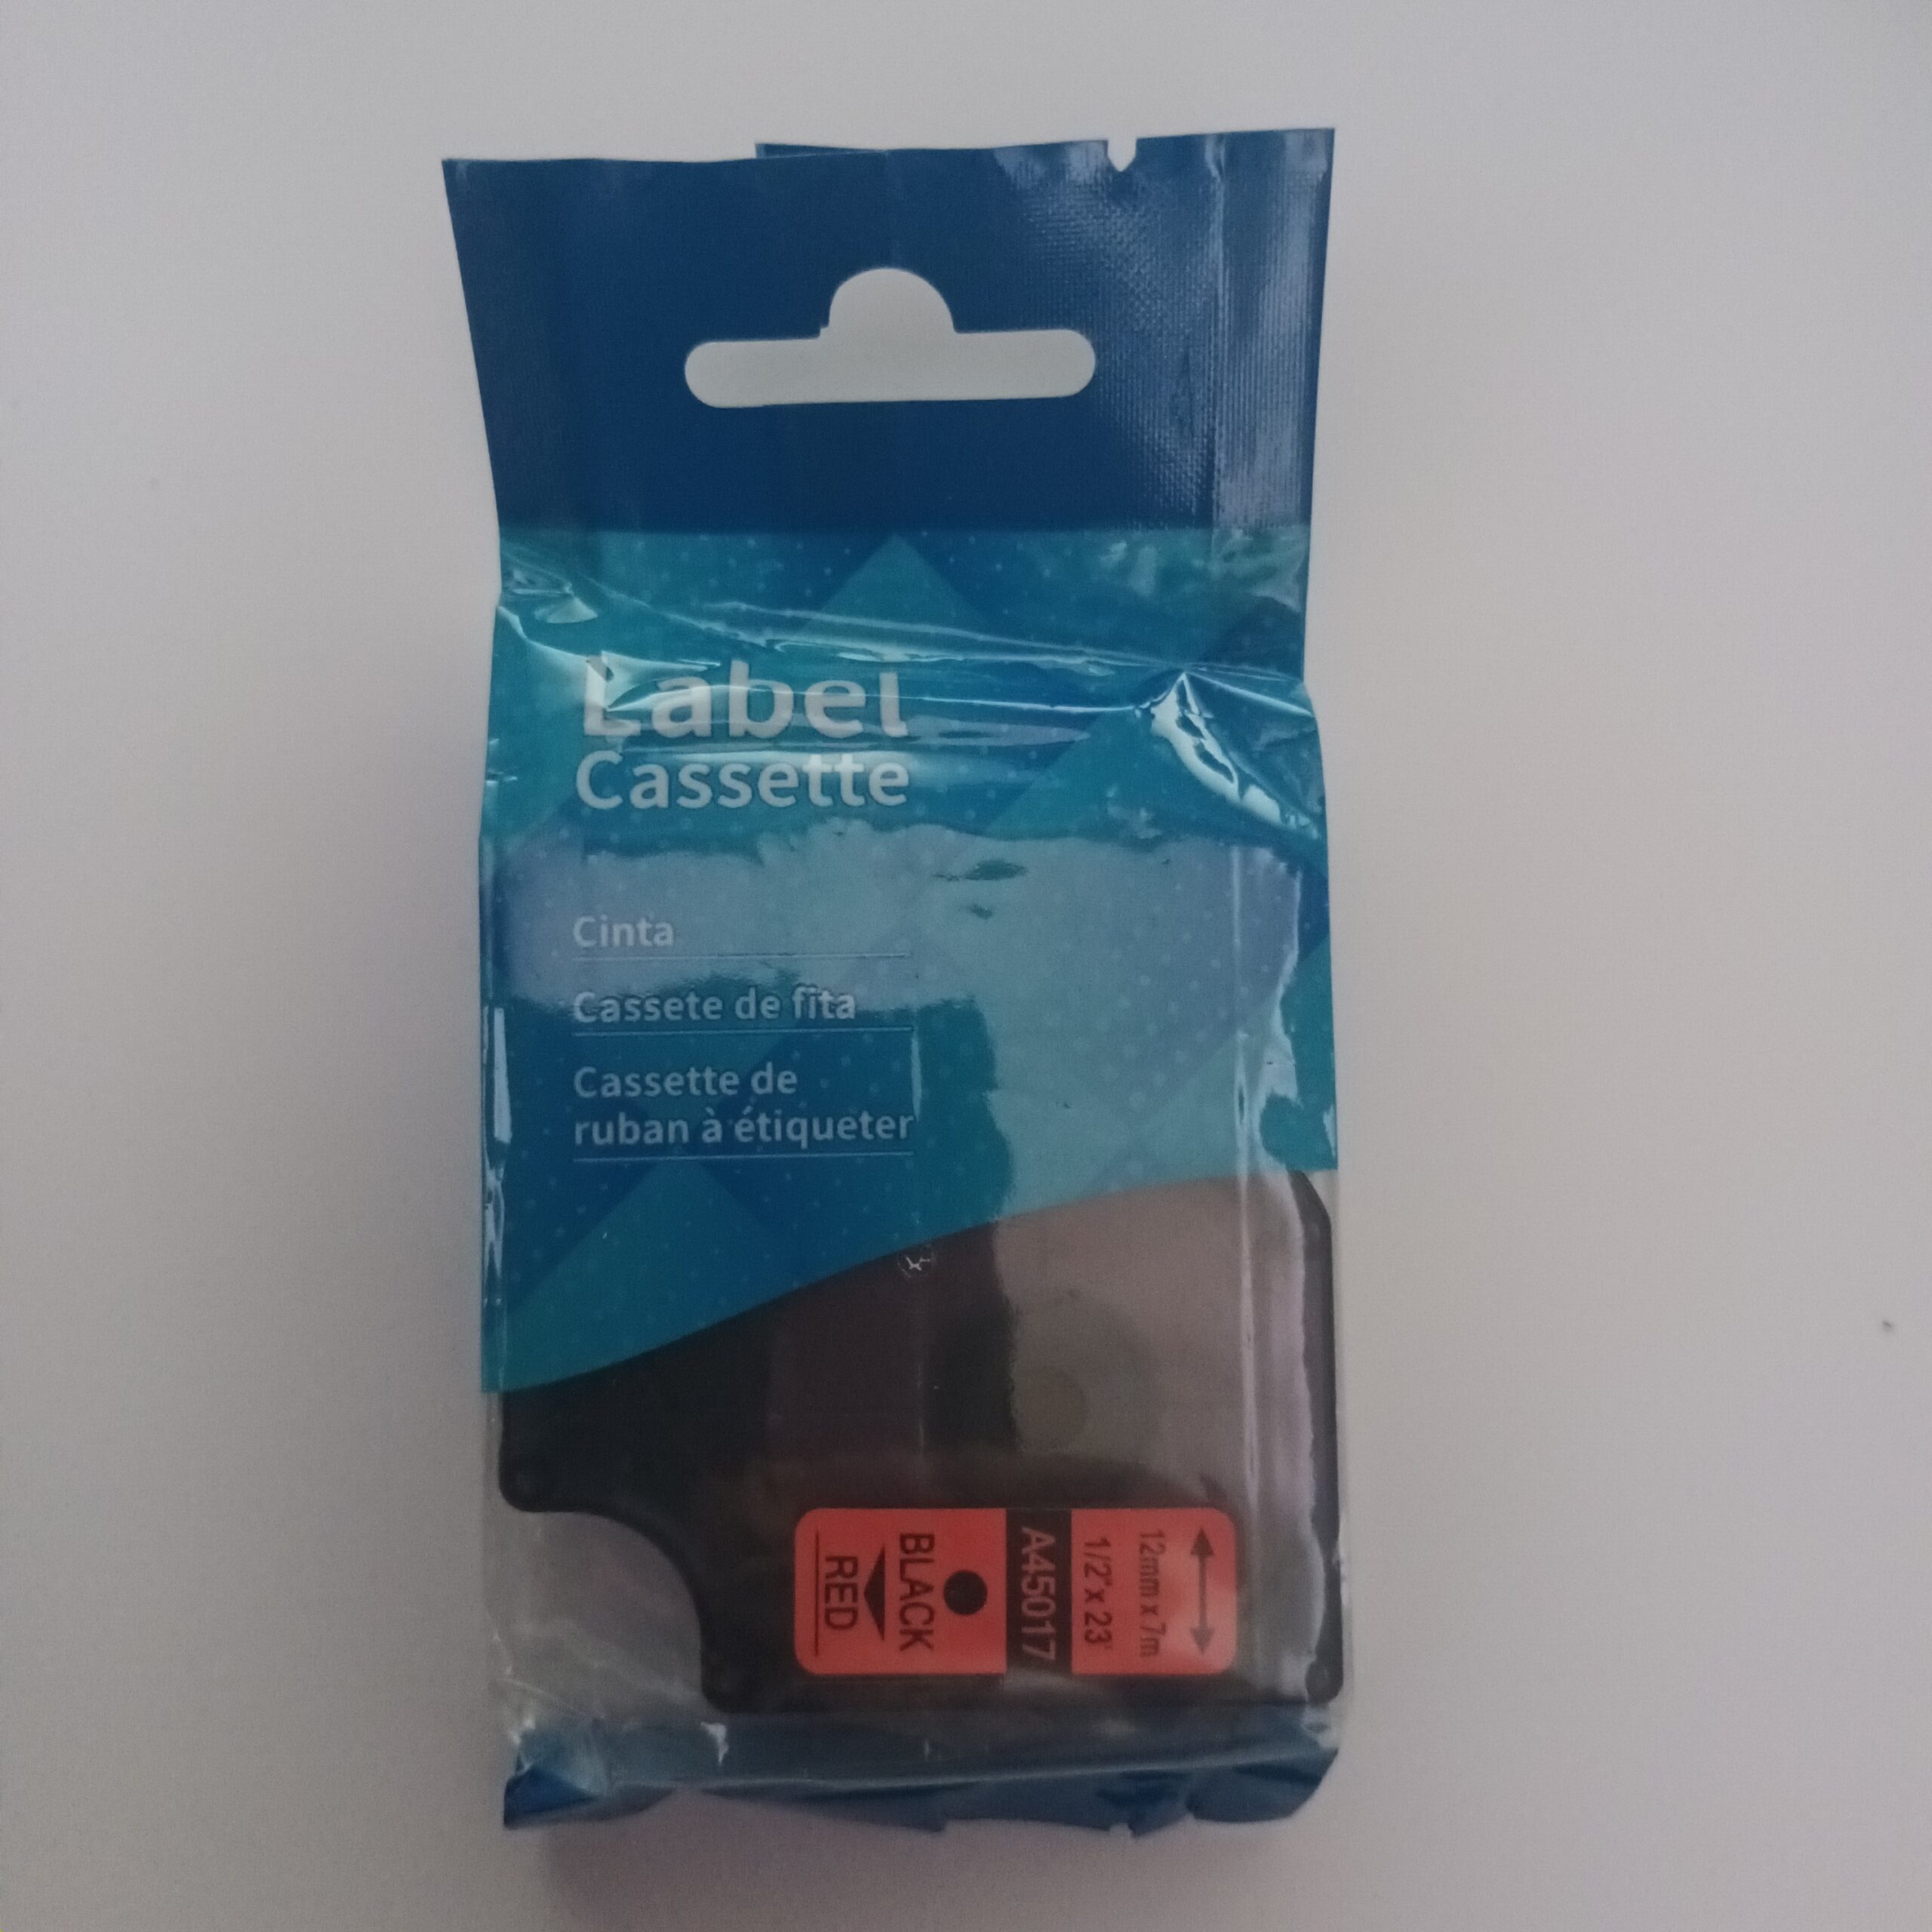 Label
Cassette
Cinta
Cassete de fita
Cassette de
ruban à étiqueter
12mm x 7m
1/2" x 23'
A45017
BLACK
RED